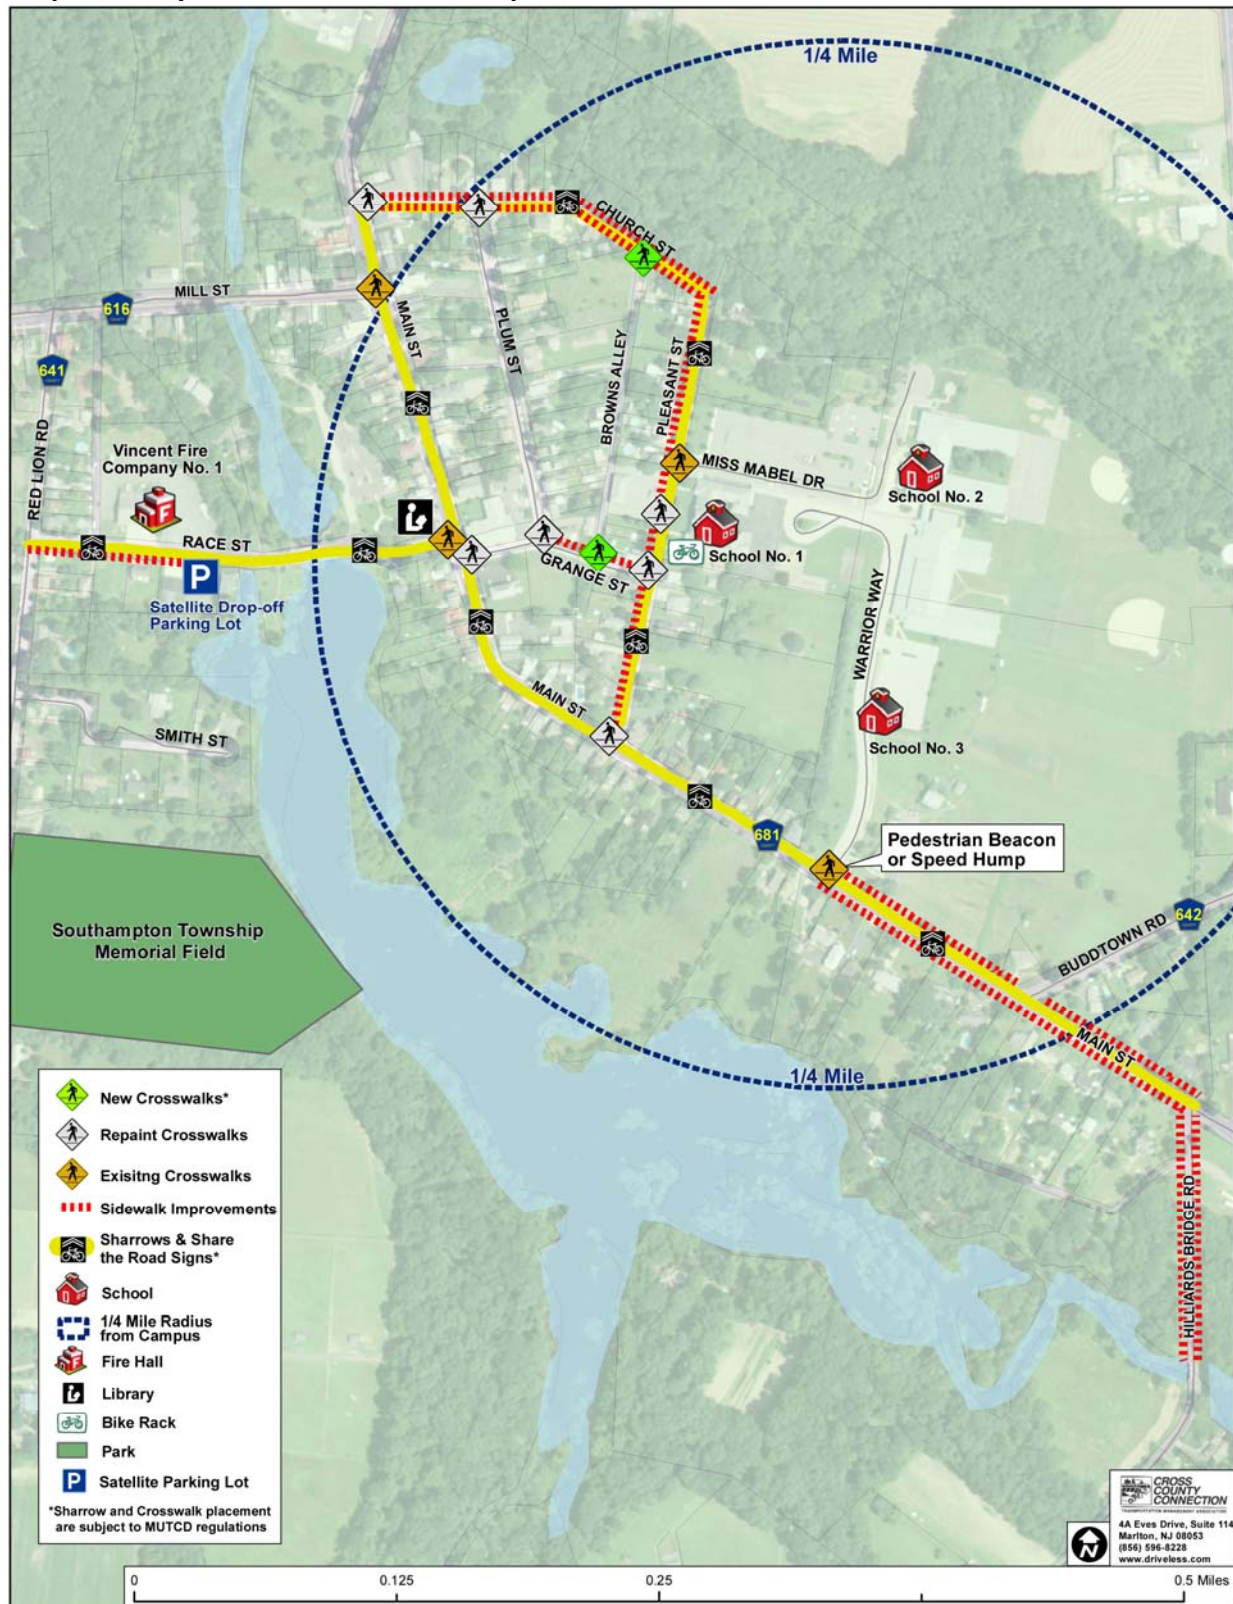 1/4 Mile
CHURCH ST
MILL ST
616
MAIN ST
PLUM ST
641
BROWNS ALLEY
PLEASANT ST
RED LION RD
Vincent Fire
Company No. 1
F
MISS MABEL DR
School No. 2
RACE ST
School No. 1
GRANGE ST
P
Satellite Drop-off
Parking Lot
WARRIOR WAY
MAIN ST
SMITH ST
School No. 3
681
Pedestrian Beacon
or Speed Hump
642
BUDDTOWN RD
Southampton Township
Memorial Field
MAIN ST
1/4 Mile
HILLIARDS BRIDGE RD
New Crosswalks*
Repaint Crosswalks
Exisitng Crosswalks
Sidewalk Improvements
Sharrows & Share
the Road Signs*
School
1/4 Mile Radius
from Campus
F
Fire Hall
Library
Bike Rack
Park
P
Satellite Parking Lot
*Sharrow and Crosswalk placement
are subject to MUTCD regulations
CROSS
COUNTY
CONNECTION
4A Eves Drive, Suite 114
Marlton, NJ 08053
(856) 596-8228
www.driveless.com
N
0
0.125
0.25
0.5 Miles